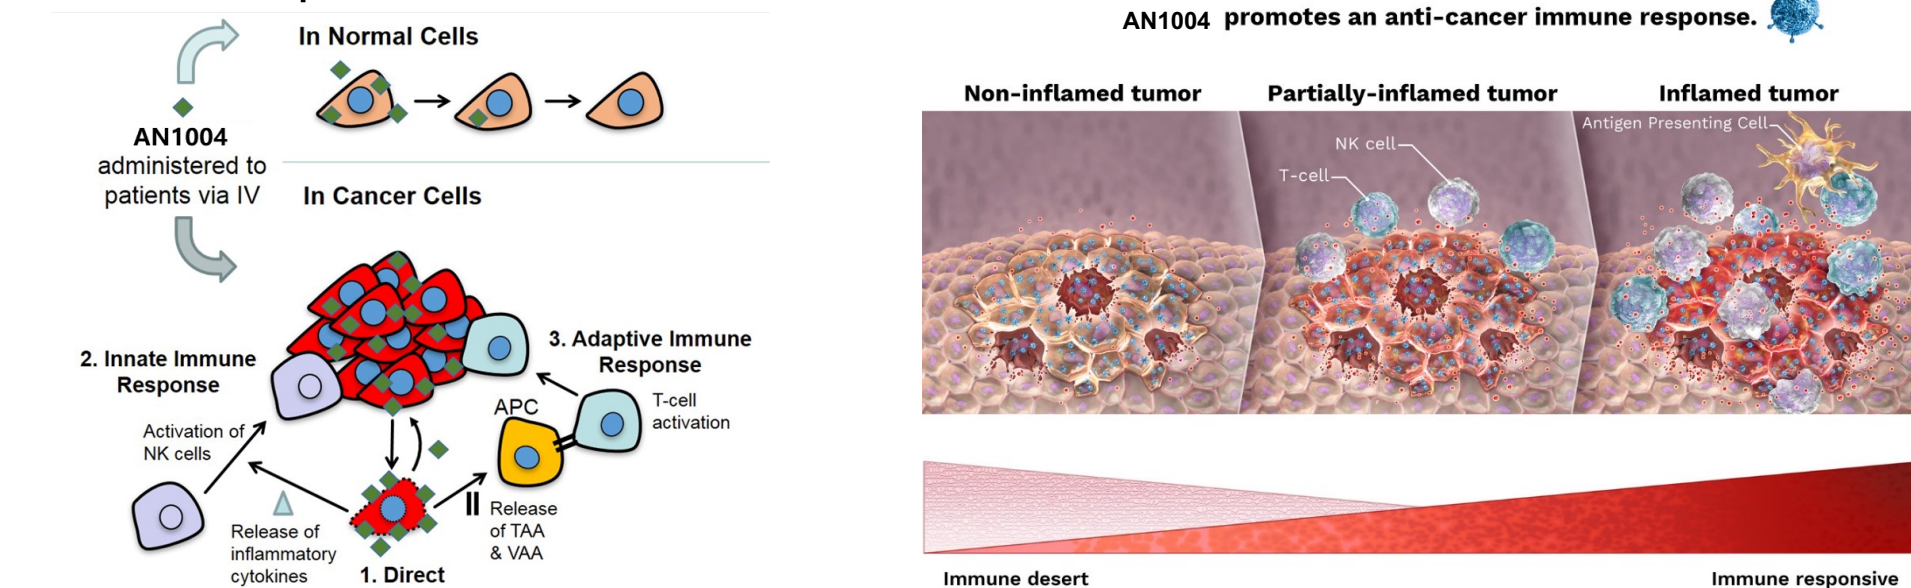 In Normal Cells
AN1004
administered to
patients via IV
In Cancer Cells
2. Innate Immune
Response
3. Adaptive Immune
Response
APC
T-cell
activation
Activation of
NK cells
Release of
inflammatory
cytokines
Release
of TAA
& VAA
1. Direct
AN1004 promotes an anti-cancer immune response.
Non-inflamed tumor
Partially-inflamed tumor
Inflamed tumor
Antigen Presenting Cell
NK cell
T-cell
Immune desert
Immune responsive